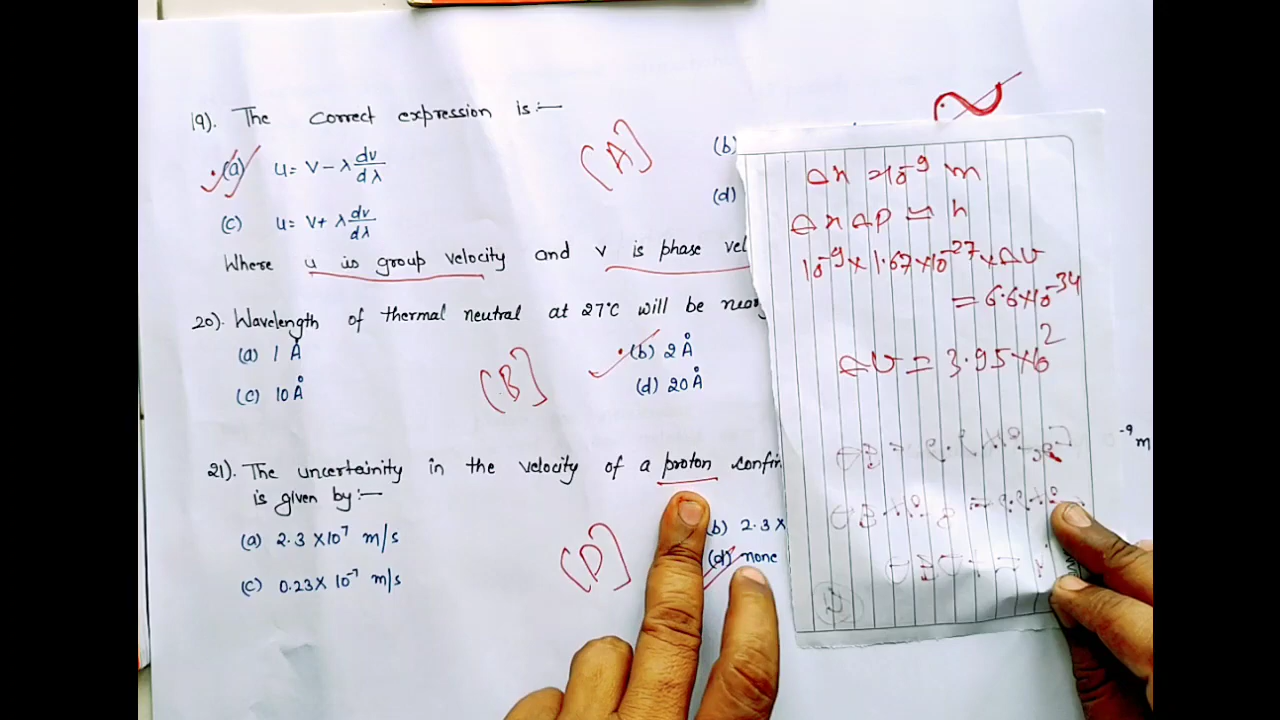 19). The correct expression is :—
(a) u = v - λ dv/dλ
[A]
(b)
(c) u = v + λ dv/dλ
(d)
Where u is group velocity and v is phase vel
20). Wavelength of thermal neutral at 27°C will be
(a) 1 Å
(b) 2 Å
[B]
(c) 10 Å
(d) 20 Å
21). The uncertainity in the velocity of a proton
is given by :—
(a) 2.3 × 10⁷ m/s
(b) 2.3 ×
[D]
(c) 0.23 × 10⁻⁷ m/s
(d) none
⁻⁹ m
Δx = 10⁻⁹ m
Δx ΔP ≃ h
10⁻⁹ × 1.67 × 10⁻²⁷ × Δv
= 6.6 × 10⁻³⁴
Δv = 3.95 × 10²